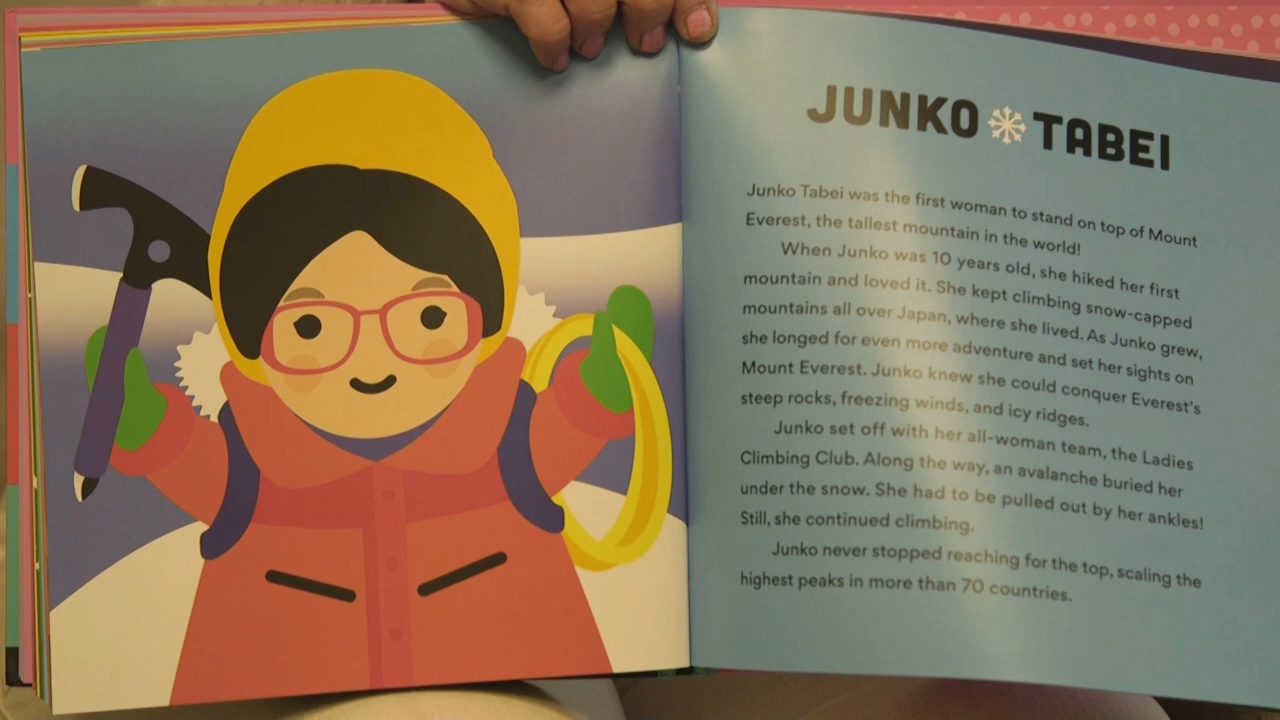 JUNKO TABEI
Junko Tabei was the first woman to stand on top of Mount
Everest, the tallest mountain in the world!
When Junko was 10 years old, she hiked her first
mountain and loved it. She kept climbing snow-capped
mountains all over Japan, where she lived. As Junko grew,
she longed for even more adventure and set her sights on
Mount Everest. Junko knew she could conquer Everest's
steep rocks, freezing winds, and icy ridges.
Junko set off with her all-woman team, the Ladies
Climbing Club. Along the way, an avalanche buried her
under the snow. She had to be pulled out by her ankles!
Still, she continued climbing.
Junko never stopped reaching for the top, scaling the
highest peaks in more than 70 countries.